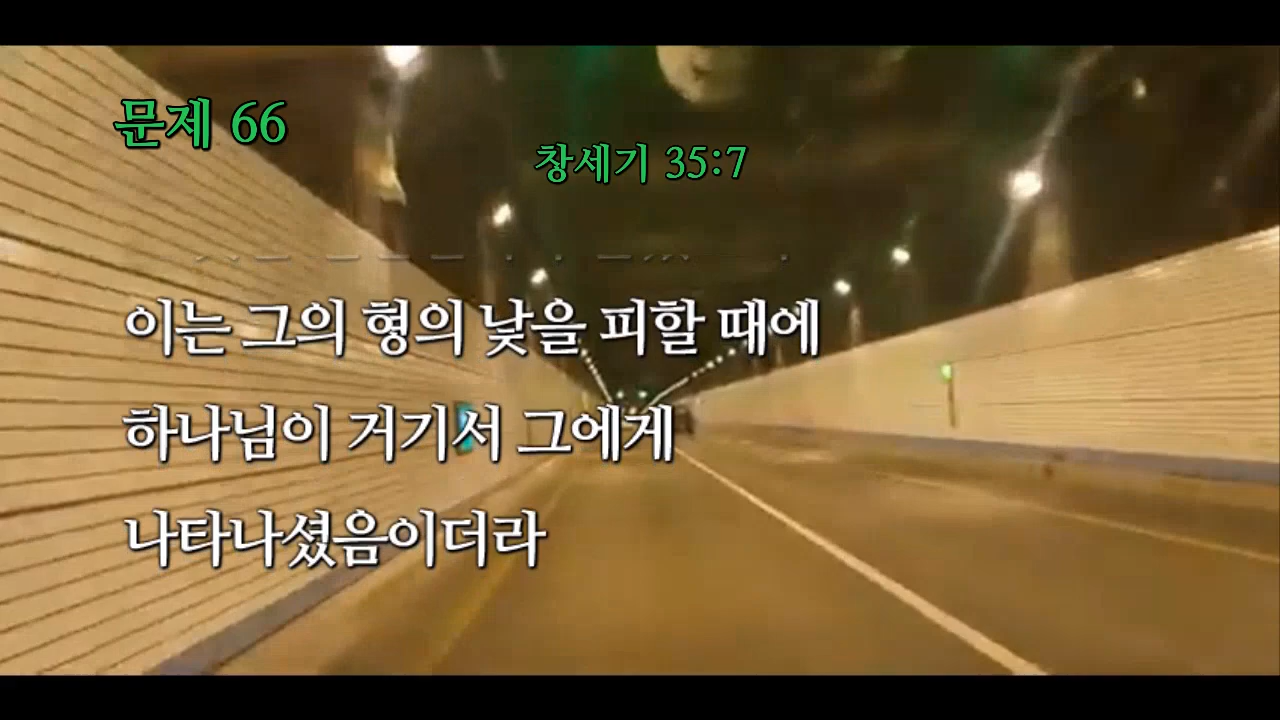 문제 66
창세기 35:7
이는 그의 형의 낯을 피할 때에
하나님이 거기서 그에게
나타나셨음이더라